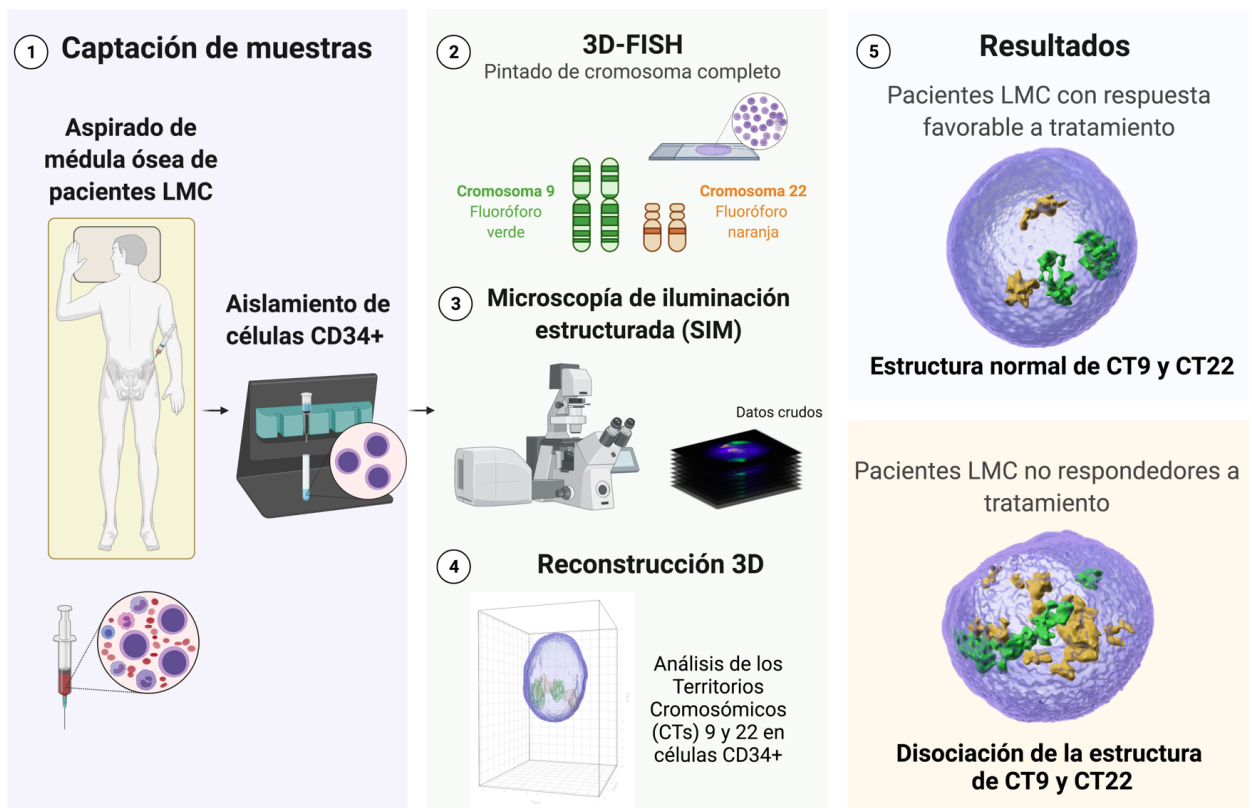 1
Captación de muestras
Aspirado de
médula ósea de
pacientes LMC
Aislamiento de
células CD34+
2
3D-FISH
Pintado de cromosoma completo
Cromosoma 9
Fluoróforo
verde
Cromosoma 22
Fluoróforo
naranja
3
Microscopía de iluminación
estructurada (SIM)
Datos crudos
4
Reconstrucción 3D
Análisis de los
Territorios
Cromosómicos
(CTs) 9 y 22 en
células CD34+
5
Resultados
Pacientes LMC con respuesta
favorable a tratamiento
Estructura normal de CT9 y CT22
Pacientes LMC no respondedores a
tratamiento
Disociación de la estructura
de CT9 y CT22